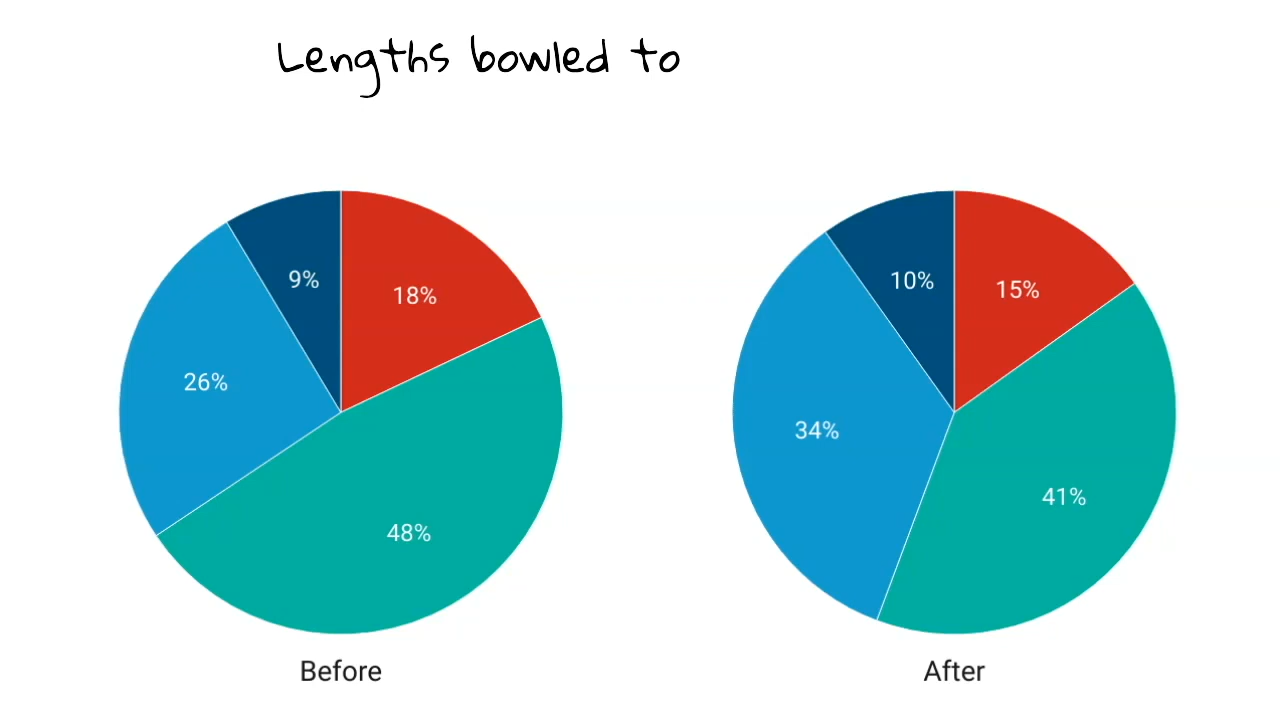 Lengths bowled to
9%
18%
26%
48%
Before
10%
15%
34%
41%
After